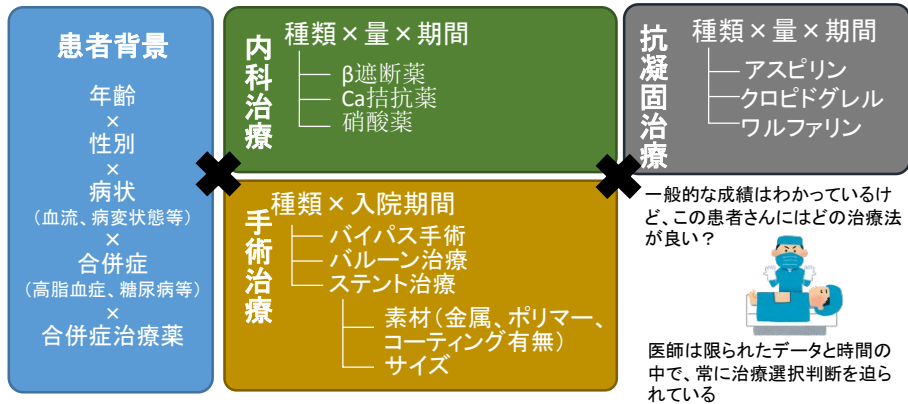 患者背景
年齢
×
性別
×
病状
（血流、病変状態等）
×
合併症
（高脂血症、糖尿病等）
×
合併症治療薬
内科治療
種類×量×期間
β遮断薬
Ca拮抗薬
硝酸薬
手術治療
種類×入院期間
バイパス手術
バルーン治療
ステント治療
素材（金属、ポリマー、
コーティング有無）
サイズ
抗凝固治療
種類×量×期間
アスピリン
クロピドグレル
ワルファリン
一般的な成績はわかっているけ
ど、この患者さんにはどの治療法
が良い？
医師は限られたデータと時間の
中で、常に治療選択判断を迫ら
れている